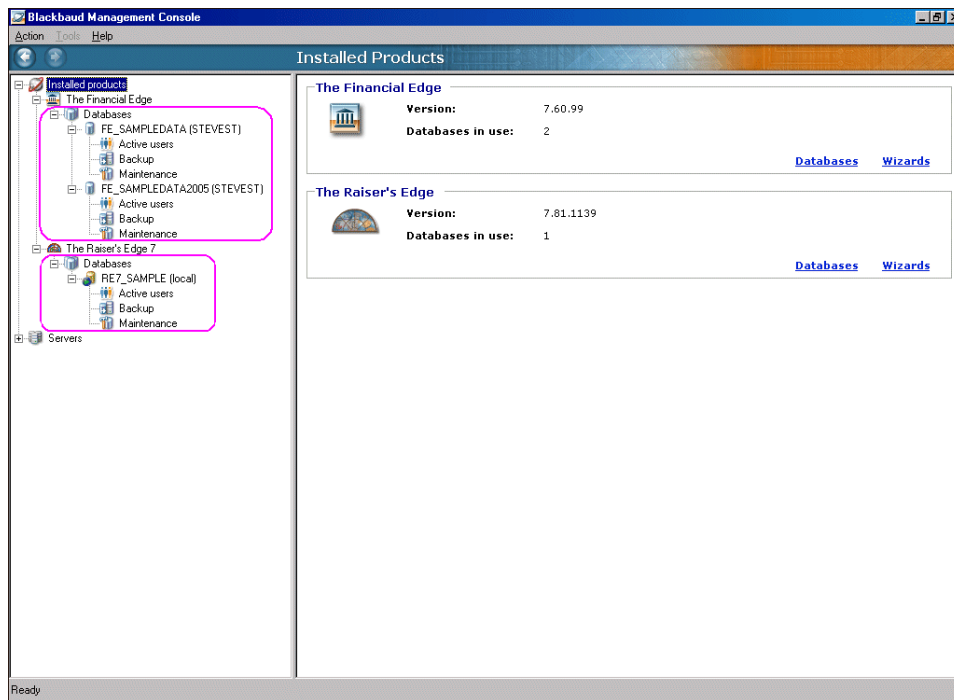 Blackbaud Management Console
Action Tools Help
Installed Products
Installed products
The Financial Edge
Databases
FE_SAMPLEDATA (STEVEST)
Active users
Backup
Maintenance
FE_SAMPLEDATA2005 (STEVEST)
Active users
Backup
Maintenance
The Raiser's Edge 7
Databases
RE7_SAMPLE (local)
Active users
Backup
Maintenance
Servers
The Financial Edge
Version: 7.60.99
Databases in use: 2
Databases Wizards
The Raiser's Edge
Version: 7.81.1139
Databases in use: 1
Databases Wizards
Ready